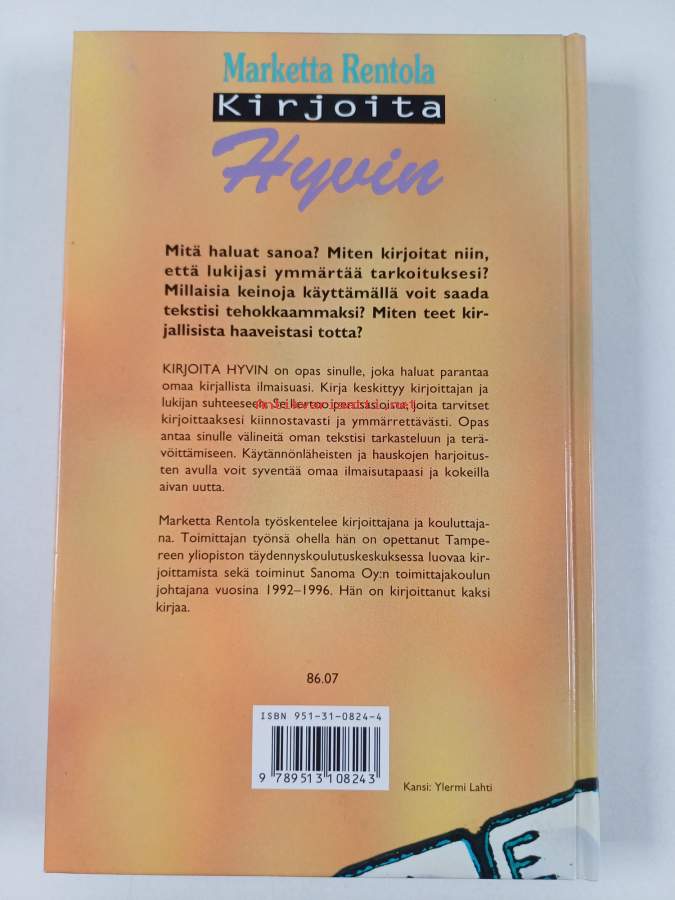 Marketta Rentola
Kirjoita
Hyvin
Mitä haluat sanoa? Miten kirjoitat niin,
että lukijasi ymmärtää tarkoituksesi?
Millaisia keinoja käyttämällä voit saada
tekstisi tehokkaammaksi? Miten teet kir-
jallisista haaveistasi totta?
KIRJOITA HYVIN on opas sinulle, joka haluat parantaa
omaa kirjallista ilmaisuasi. Kirja keskittyy kirjoittajan ja
lukijan suhteeseen. Se kertoo perusasioista, joita tarvitset
Antikvariaatti.net
kirjoittaaksesi kiinnostavasti ja ymmärrettävästi. Opas
antaa sinulle välineitä oman tekstisi tarkasteluun ja terä-
vöittämiseen. Käytännönläheisten ja hauskojen harjoitus-
ten avulla voit syventää omaa ilmaisutapaasi ja kokeilla
aivan uutta.
Marketta Rentola työskentelee kirjoittajana ja kouluttaja-
na. Toimittajan työnsä ohella hän on opettanut Tampe-
reen yliopiston täydennyskoulutuskeskuksessa luovaa kir-
joittamista sekä toiminut Sanoma Oy:n toimittajakoulun
johtajana vuosina 1992–1996. Hän on kirjoittanut kaksi
kirjaa.
86.07
ISBN 951-31-0824-4
9 789513 108243
Kansi: Ylermi Lahti
E